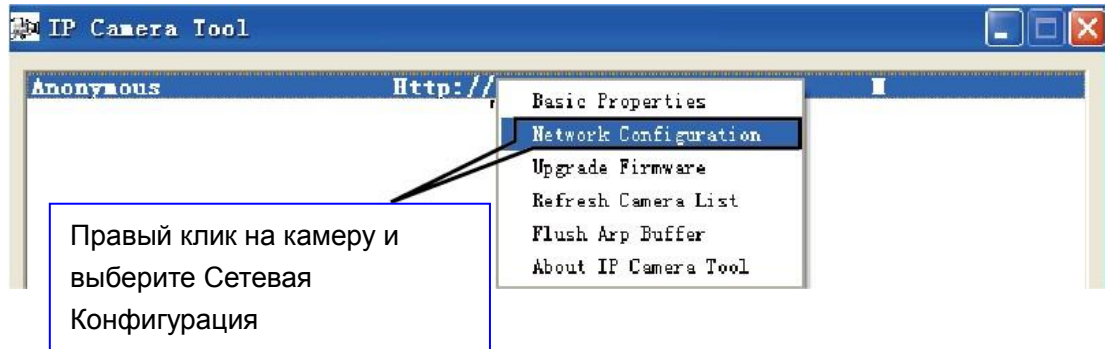 IP Camera Tool
Anonymous Http://
Basic Properties
Network Configuration
Upgrade Firmware
Refresh Camera List
Flush Arp Buffer
About IP Camera Tool
Правый клик на камеру и
выберите Сетевая
Конфигурация